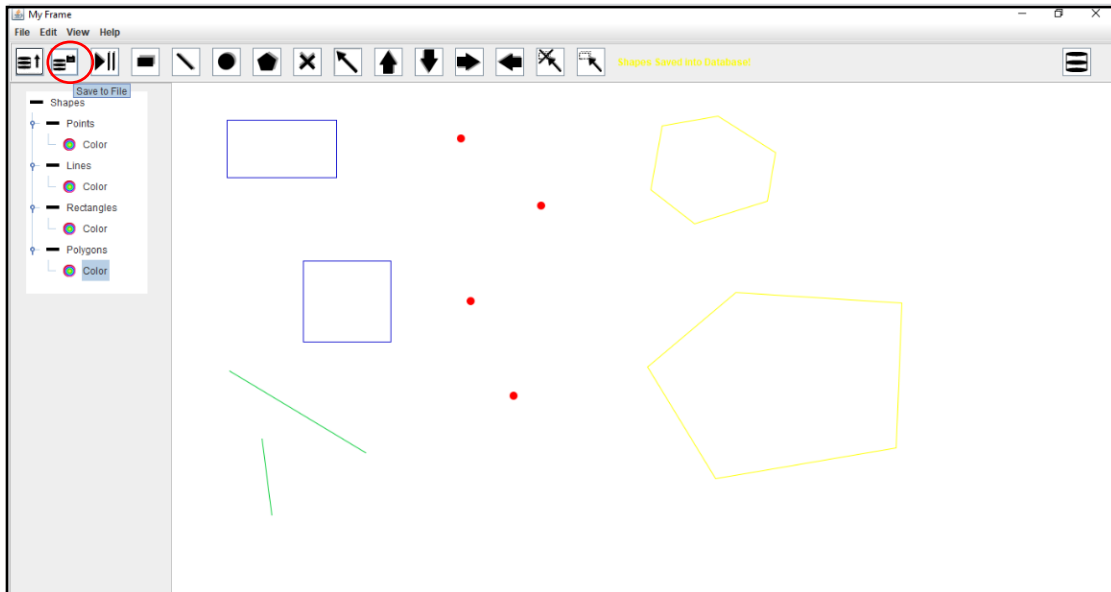 My Frame
File Edit View Help
Shapes Saved into Database!
Save to File
Shapes
Points
Color
Lines
Color
Rectangles
Color
Polygons
Color